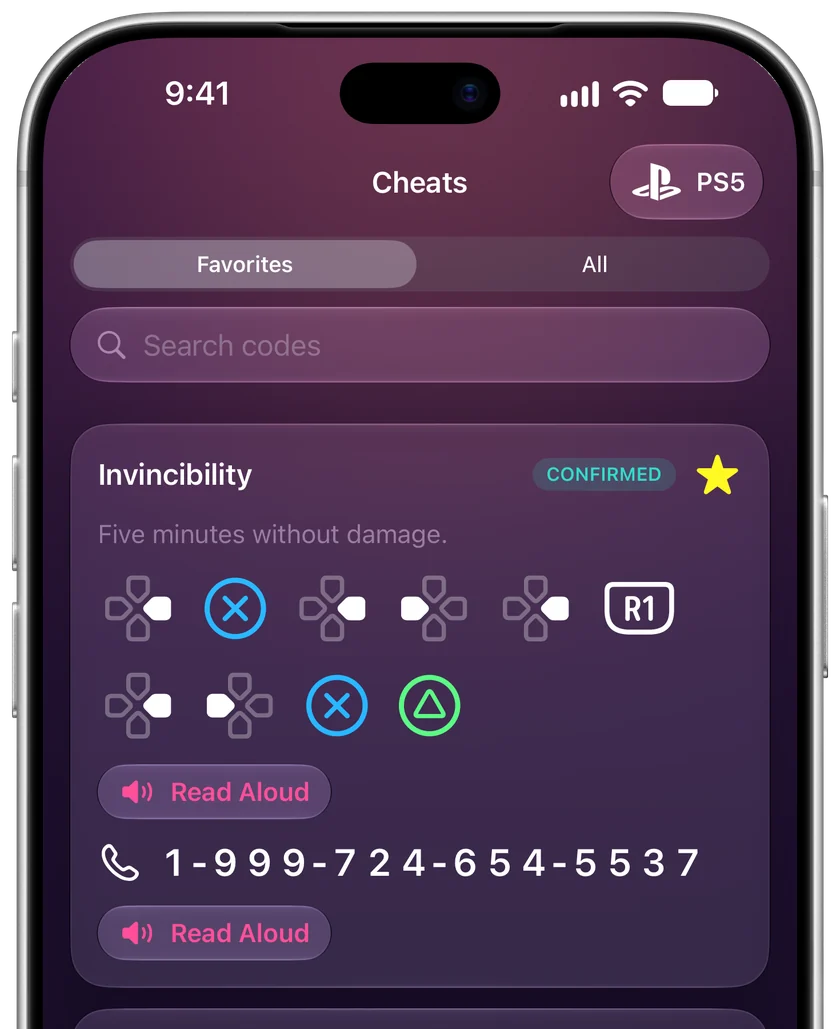 9:41
Cheats
PS5
Favorites
All
Search codes
Invincibility
CONFIRMED
Five minutes without damage.
R1
Read Aloud
1-999-724-654-5537
Read Aloud